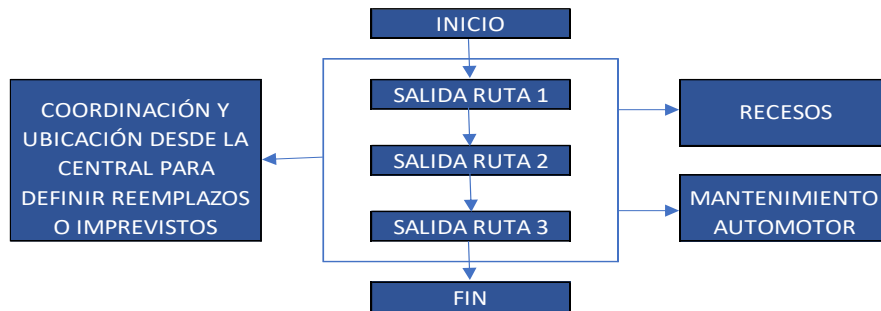 INICIO
COORDINACIÓN Y
UBICACIÓN DESDE LA
CENTRAL PARA
DEFINIR REEMPLAZOS
O IMPREVISTOS
SALIDA RUTA 1
SALIDA RUTA 2
SALIDA RUTA 3
RECESOS
MANTENIMIENTO
AUTOMOTOR
FIN